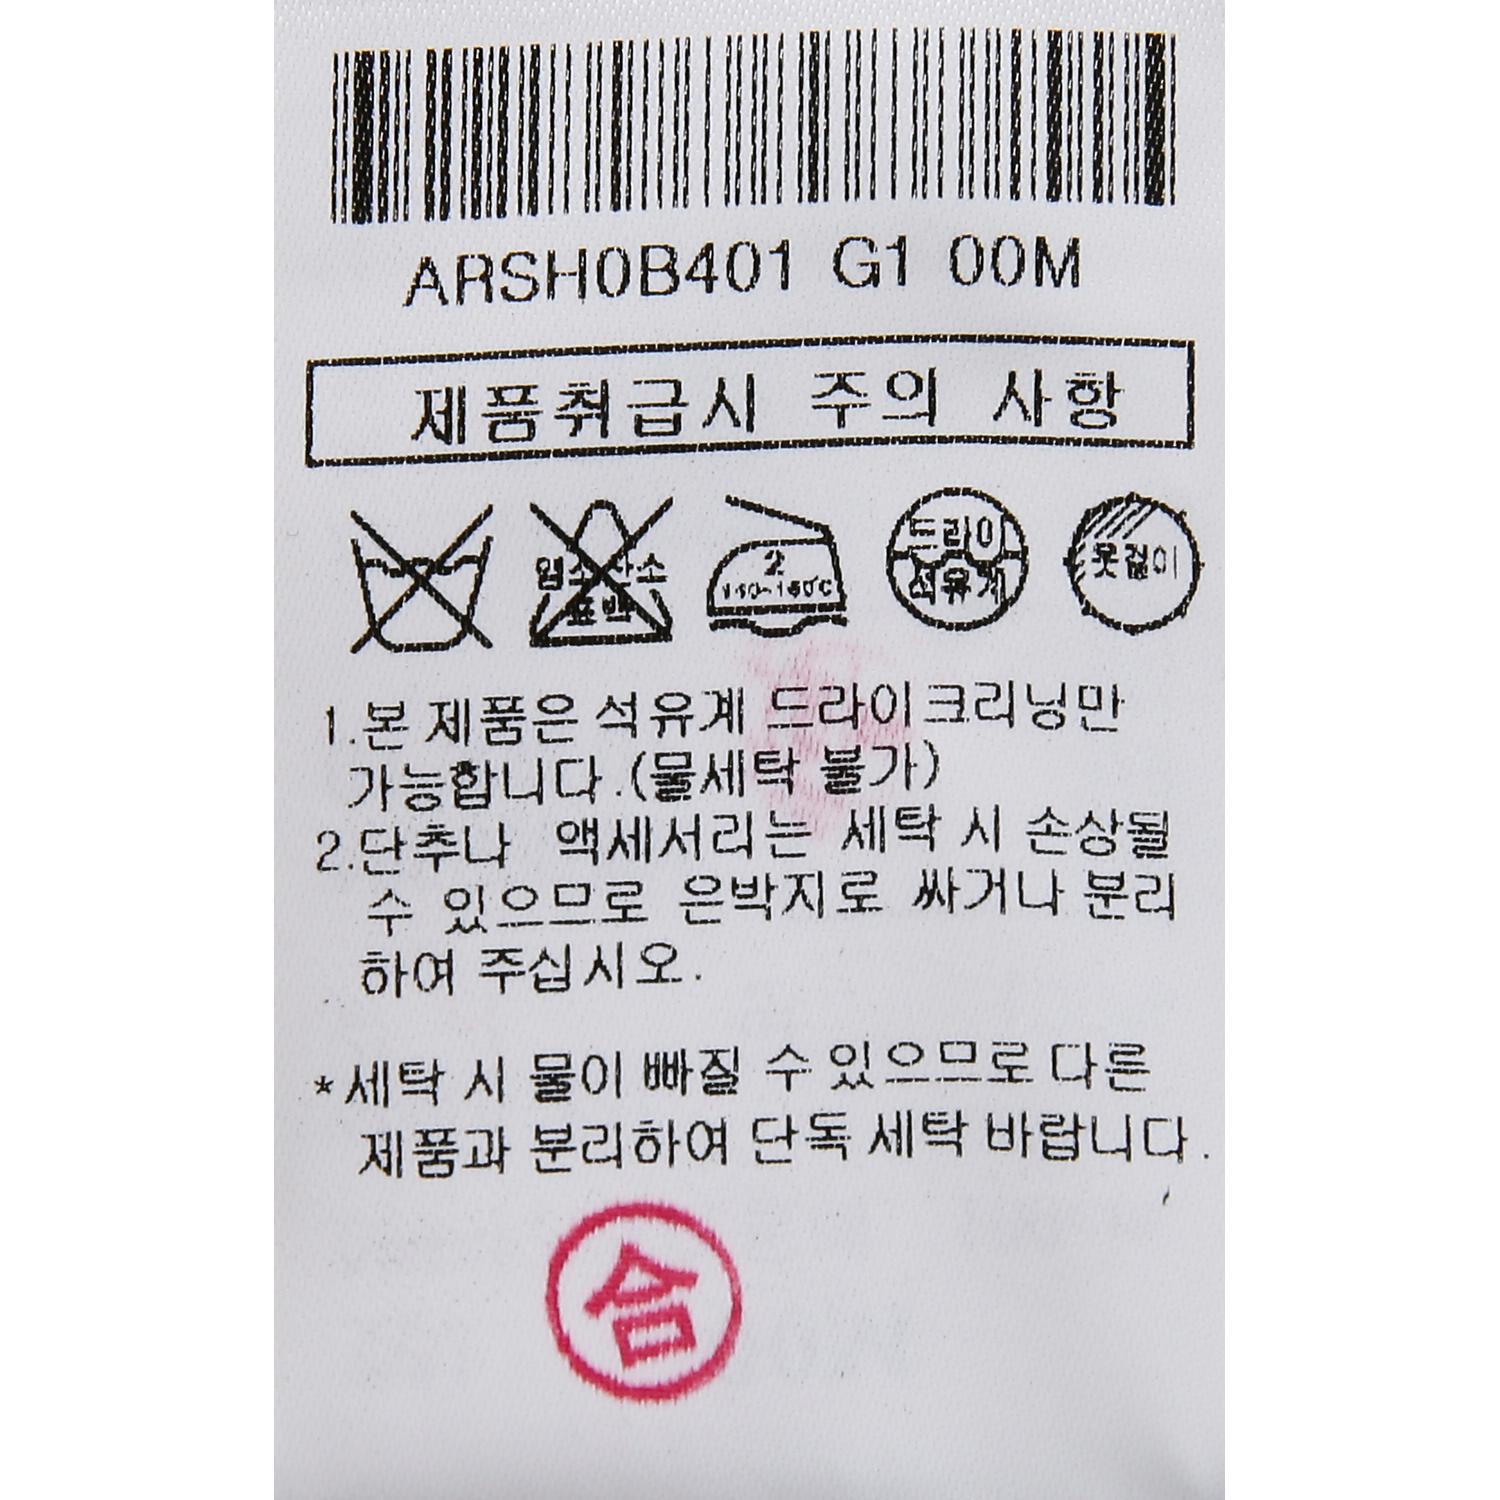 ARSH0B401 G1 00M
제품취급시 주의 사항
염소산소
표백
2
140~160℃
드라이
석유계
옷걸이
1.본 제품은 석유계 드라이크리닝만
가능합니다.(물세탁 불가)
2.단추나 액세서리는 세탁 시 손상될
수 있으므로 은박지로 싸거나 분리
하여 주십시오.
*세탁 시 물이 빠질 수 있으므로 다른
제품과 분리하여 단독 세탁 바랍니다.
合